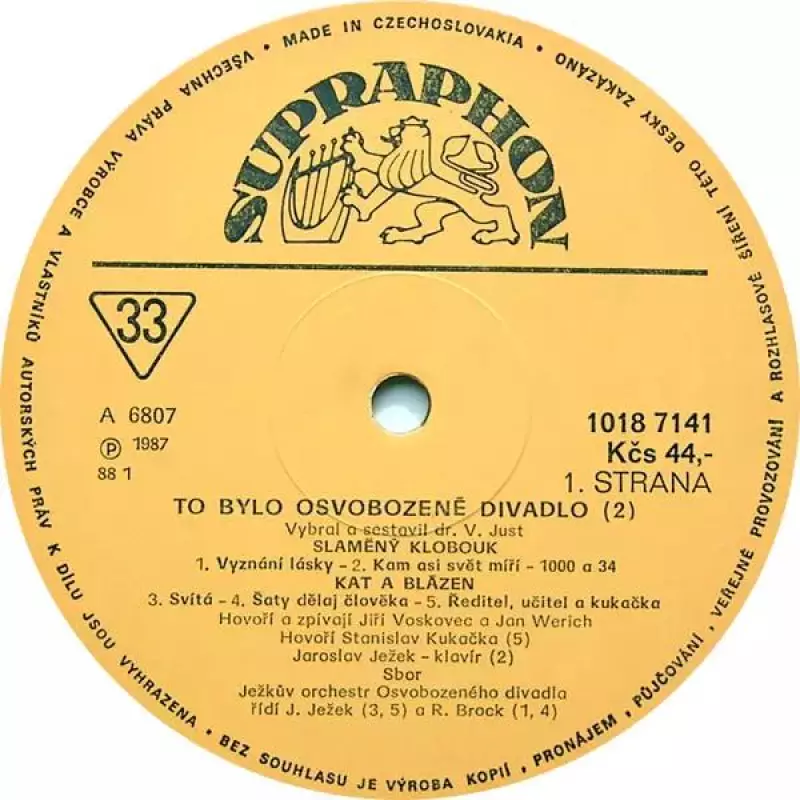 VŠECHNA PRÁVA VÝROBCE A VLASTNÍKŮ AUTORSKÝCH PRÁV K DÍLU JSOU VYHRAZENA • BEZ SOUHLASU JE VÝROBA KOPIÍ, PRONÁJEM, PŮJČOVÁNÍ, VEŘEJNÉ PROVOZOVÁNÍ A ROZHLASOVÉ ŠÍŘENÍ TÉTO DESKY ZAKÁZÁNO • MADE IN CZECHOSLOVAKIA •
SUPRAPHON
33
A 6807
Ⓟ 1987
88 1
1018 7141
Kčs 44,-
1. STRANA
TO BYLO OSVOBOZENĚ DIVADLO (2)
Vybral a sestavil dr. V. Just
SLAMĚNÝ KLOBOUK
1. Vyznání lásky - 2. Kam asi svět míří - 1000 a 34
KAT A BLÁZEN
3. Svítá - 4. Šaty dělaj člověka - 5. Ředitel, učitel a kukačka
Hovoří a zpívají Jiří Voskovec a Jan Werich
Hovoří Stanislav Kukačka (5)
Jaroslav Ježek - klavír (2)
Sbor
Ježkův orchestr Osvobozeného divadla
řídí J. Ježek (3, 5) a R. Brock (1, 4)